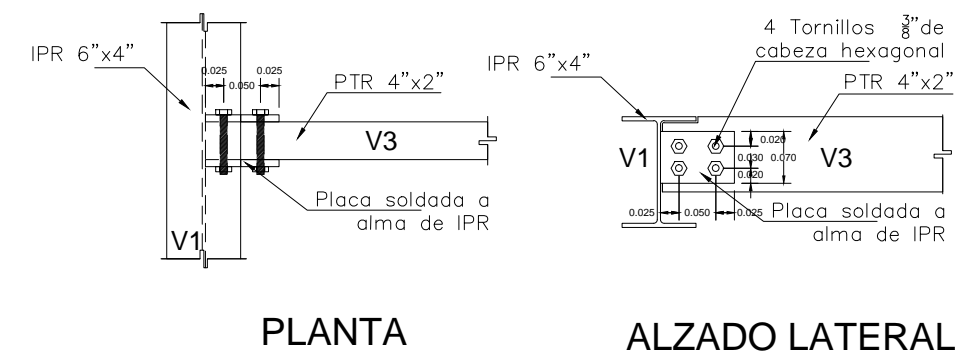 IPR 6”x4”
0.025
0.025
0.050
PTR 4”x2”
V3
Placa soldada a
alma de IPR
V1
PLANTA
4 Tornillos 3/8”de
cabeza hexagonal
IPR 6”x4”
PTR 4”x2”
V1
0.020
0.030
0.070
0.020
V3
0.025
0.050
0.025
Placa soldada a
alma de IPR
ALZADO LATERAL